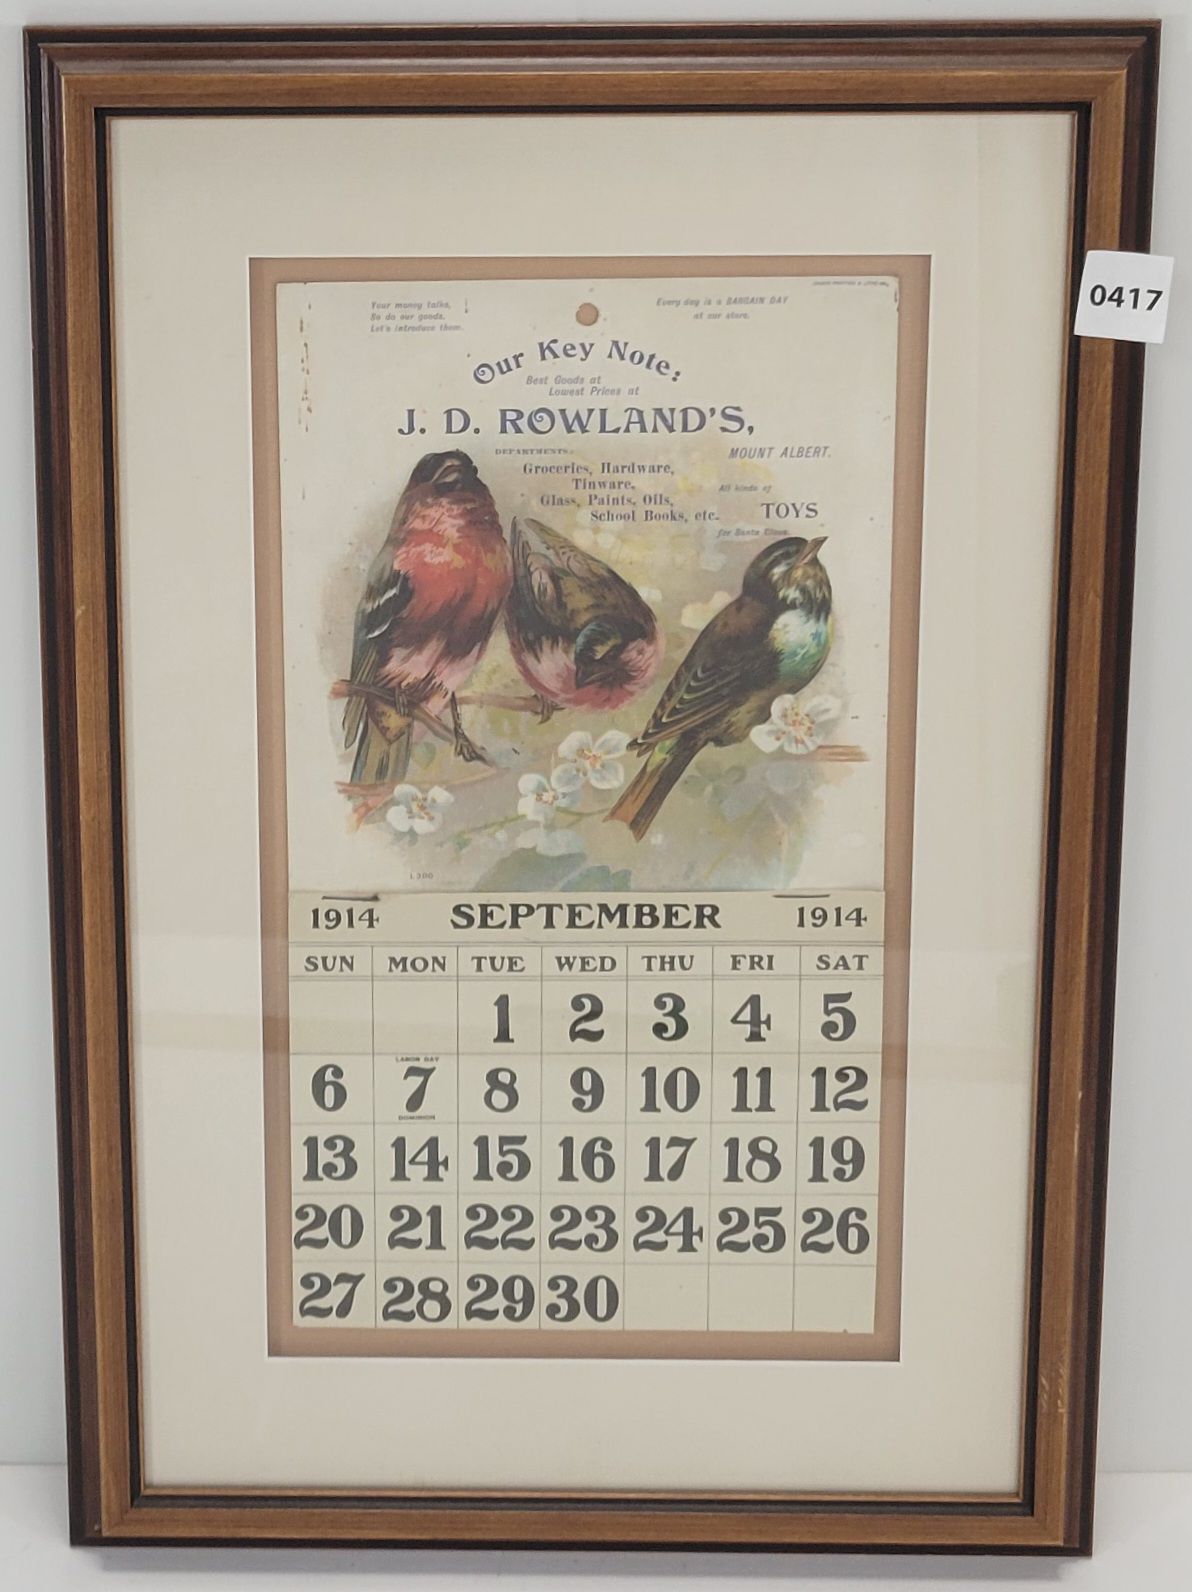 0417
Your money talks,
So do our goods.
Let's introduce them.
Every day is a BARGAIN DAY
at our store.
Our Key Note:
Best Goods at
Lowest Prices at
J. D. ROWLAND'S,
MOUNT ALBERT.
DEPARTMENTS:
Groceries, Hardware,
Tinware,
Glass, Paints, Oils,
School Books, etc.
All kinds of
TOYS
for Santa Claus.
L300
1914 SEPTEMBER 1914
SUN MON TUE WED THU FRI SAT
1 2 3 4 5
LABOR DAY
6 7 8 9 10 11 12
DOMINION
13 14 15 16 17 18 19
20 21 22 23 24 25 26
27 28 29 30